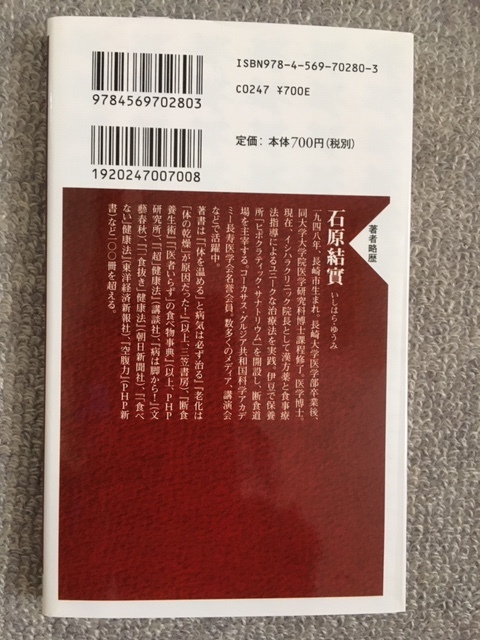 ISBN978-4-569-70280-3
C0247 ¥700E
9784569702803
定価：本体700円（税別）
1920247007008
著者略歴
石原結實 いしはらゆうみ
一九四八年、長崎市生まれ。長崎大学医学部卒業後、
同大学大学院医学研究科博士課程修了。医学博士。
現在、イシハラクリニック院長として漢方薬と食事療
法指導によるユニークな治療法を実践。伊豆で保養
所「ヒポクラティック・サナトリウム」を開設し、断食道
場を主宰する。コーカサス・グルジア共和国科学アカデ
ミー長寿医学会名誉会員。数多くのメディア、講演会
などで活躍中。
著書は、『「体を温める」と病気は必ず治る』『老化は
「体の乾燥」が原因だった！』（以上、三笠書房）、『断食
養生術』『「医者いらず」の食べ物事典』（以上、PHP
研究所）、『「超」健康法』（講談社）、『病は脚から！』（文
藝春秋）、『「一食抜き」健康法』（朝日新聞社）、『「食べ
ない」健康法』（東洋経済新報社）、『「空腹力」』（PHP新
書）など一〇〇冊を超える。